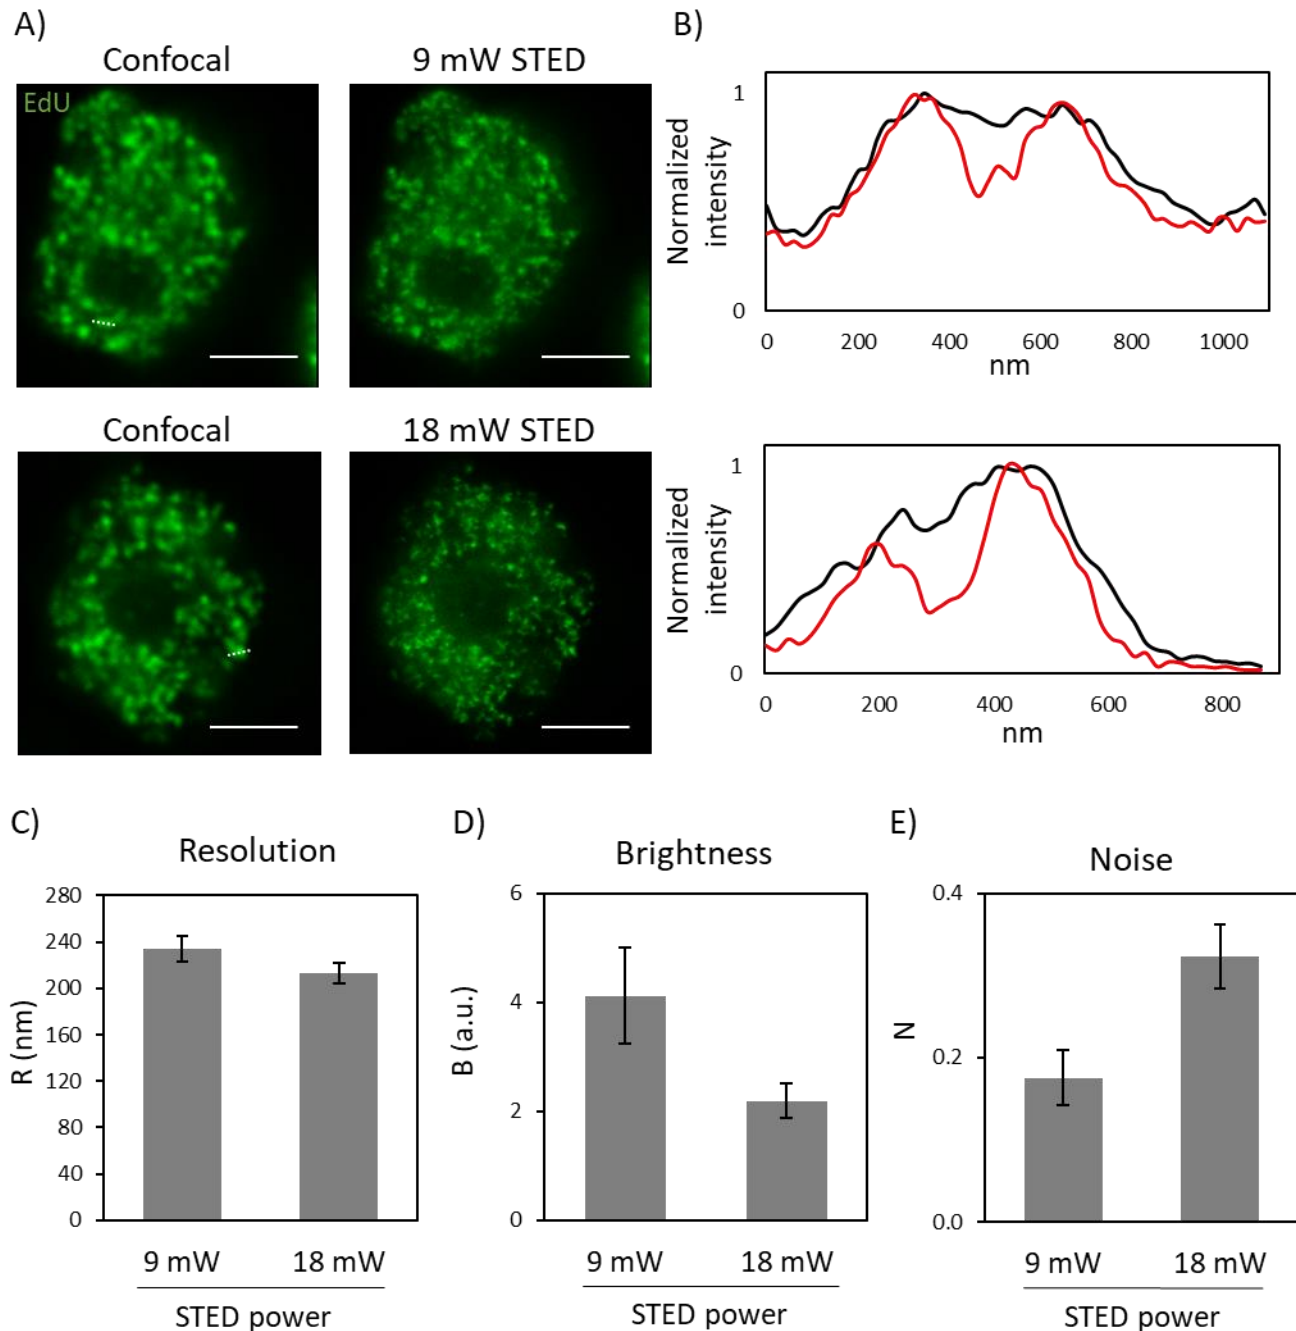 A)
Confocal
9 mW STED
EdU
Confocal
18 mW STED
B)
Normalized
intensity
1
0
0 200 400 600 800 1000
nm
Normalized
intensity
1
0
0 200 400 600 800
nm
C)
Resolution
R (nm)
280
240
200
160
120
80
40
0
9 mW 18 mW
STED power
D)
Brightness
B (a.u.)
6
4
2
0
9 mW 18 mW
STED power
E)
Noise
N
0.4
0.2
0.0
9 mW 18 mW
STED power